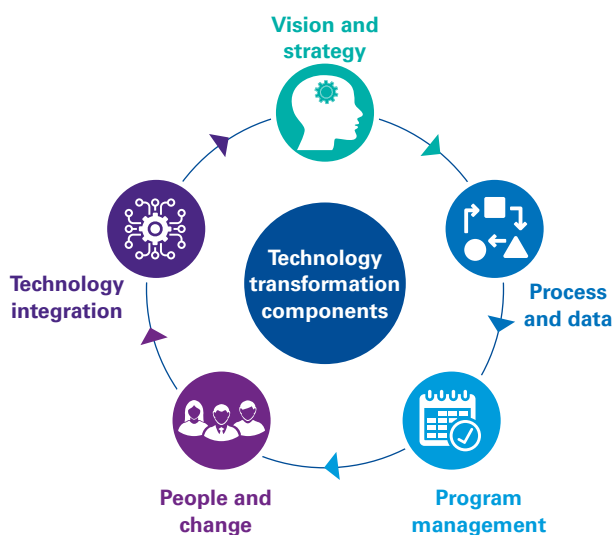 Vision and
strategy
Technology
transformation
components
Process
and data
Program
management
People and
change
Technology
integration